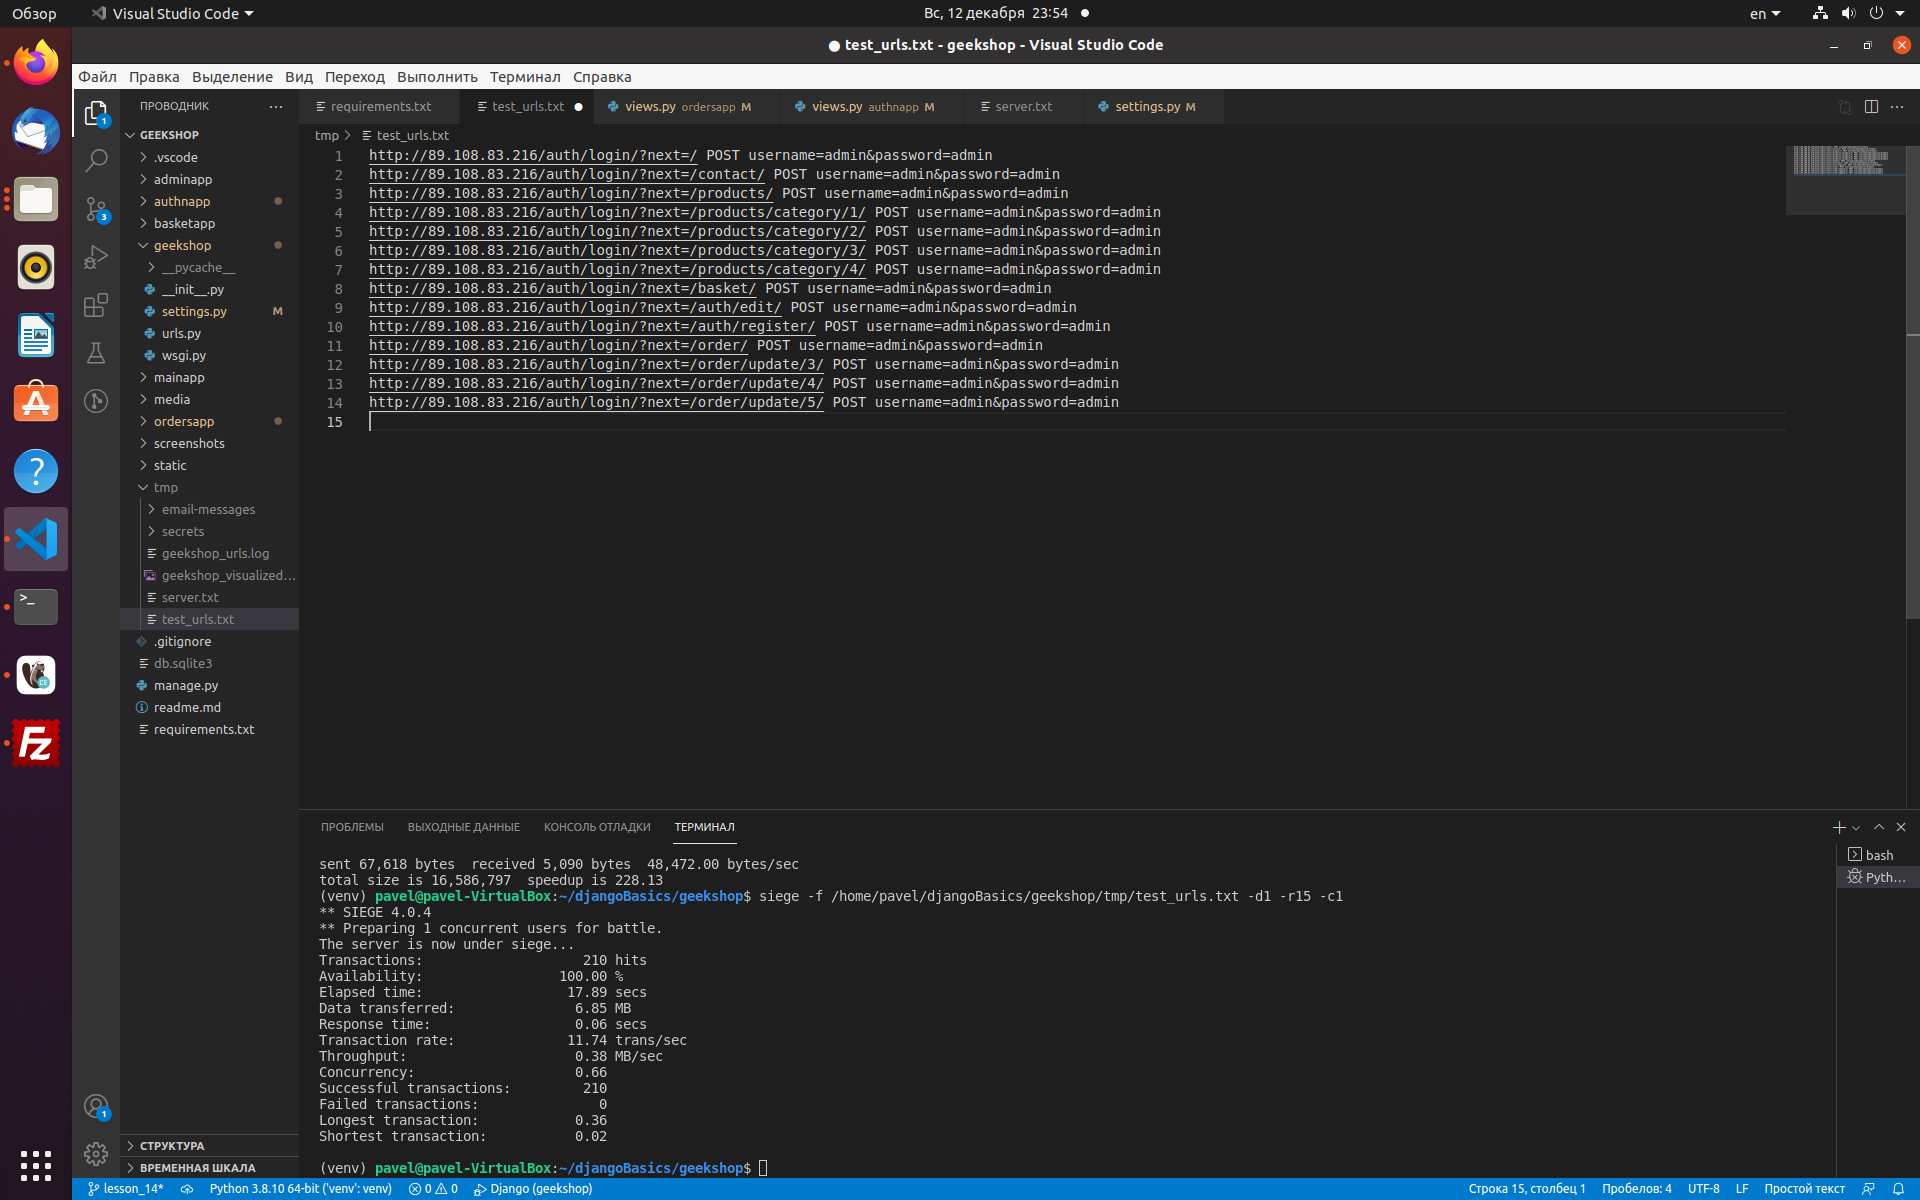 Обзор
Visual Studio Code
Вс, 12 декабря 23:54
en
● test_urls.txt - geekshop - Visual Studio Code
Файл Правка Выделение Вид Переход Выполнить Терминал Справка
ПРОВОДНИК
GEEKSHOP
.vscode
adminapp
authnapp
basketapp
geekshop
__pycache__
__init__.py
settings.py M
urls.py
wsgi.py
mainapp
media
ordersapp
screenshots
static
tmp
email-messages
secrets
geekshop_urls.log
geekshop_visualized...
server.txt
test_urls.txt
.gitignore
db.sqlite3
manage.py
readme.md
requirements.txt
СТРУКТУРА
ВРЕМЕННАЯ ШКАЛА
1
3
1
requirements.txt
test_urls.txt ●
views.py ordersapp M
views.py authnapp M
server.txt
settings.py M
tmp > test_urls.txt
1 http://89.108.83.216/auth/login/?next=/ POST username=admin&password=admin
2 http://89.108.83.216/auth/login/?next=/contact/ POST username=admin&password=admin
3 http://89.108.83.216/auth/login/?next=/products/ POST username=admin&password=admin
4 http://89.108.83.216/auth/login/?next=/products/category/1/ POST username=admin&password=admin
5 http://89.108.83.216/auth/login/?next=/products/category/2/ POST username=admin&password=admin
6 http://89.108.83.216/auth/login/?next=/products/category/3/ POST username=admin&password=admin
7 http://89.108.83.216/auth/login/?next=/products/category/4/ POST username=admin&password=admin
8 http://89.108.83.216/auth/login/?next=/basket/ POST username=admin&password=admin
9 http://89.108.83.216/auth/login/?next=/auth/edit/ POST username=admin&password=admin
10 http://89.108.83.216/auth/login/?next=/auth/register/ POST username=admin&password=admin
11 http://89.108.83.216/auth/login/?next=/order/ POST username=admin&password=admin
12 http://89.108.83.216/auth/login/?next=/order/update/3/ POST username=admin&password=admin
13 http://89.108.83.216/auth/login/?next=/order/update/4/ POST username=admin&password=admin
14 http://89.108.83.216/auth/login/?next=/order/update/5/ POST username=admin&password=admin
15
ПРОБЛЕМЫ ВЫХОДНЫЕ ДАННЫЕ КОНСОЛЬ ОТЛАДКИ ТЕРМИНАЛ
bash
Pyth...
sent 67,618 bytes  received 5,090 bytes  48,472.00 bytes/sec
total size is 16,586,797  speedup is 228.13
(venv) pavel@pavel-VirtualBox:~/djangoBasics/geekshop$ siege -f /home/pavel/djangoBasics/geekshop/tmp/test_urls.txt -d1 -r15 -c1
** SIEGE 4.0.4
** Preparing 1 concurrent users for battle.
The server is now under siege...
Transactions: 210 hits
Availability: 100.00 %
Elapsed time: 17.89 secs
Data transferred: 6.85 MB
Response time: 0.06 secs
Transaction rate: 11.74 trans/sec
Throughput: 0.38 MB/sec
Concurrency: 0.66
Successful transactions: 210
Failed transactions: 0
Longest transaction: 0.36
Shortest transaction: 0.02
(venv) pavel@pavel-VirtualBox:~/djangoBasics/geekshop$
lesson_14* Python 3.8.10 64-bit ('venv': venv) 0 0 Django (geekshop)
Строка 15, столбец 1 Пробелов: 4 UTF-8 LF Простой текст